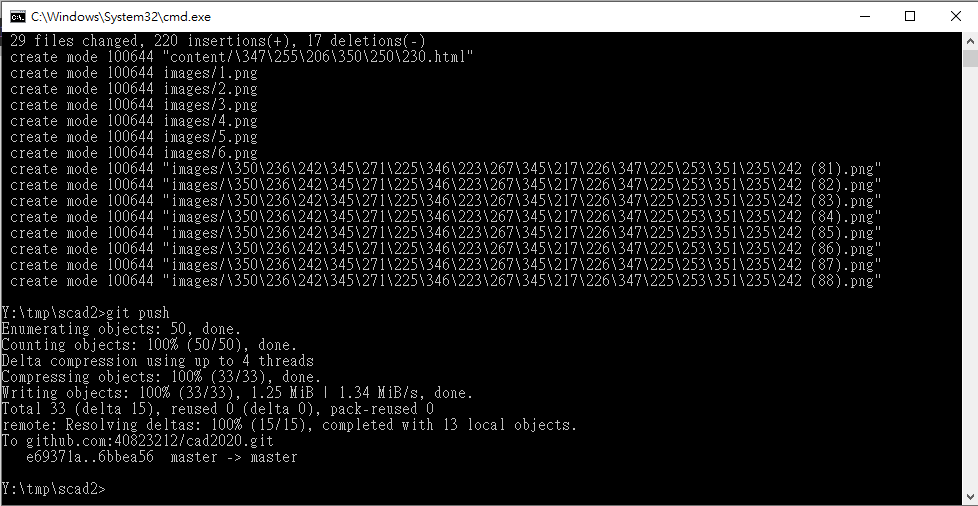 C:\Windows\System32\cmd.exe
29 files changed, 220 insertions(+), 17 deletions(-)
create mode 100644 "content/\347\255\206\350\250\230.html"
create mode 100644 images/1.png
create mode 100644 images/2.png
create mode 100644 images/3.png
create mode 100644 images/4.png
create mode 100644 images/5.png
create mode 100644 images/6.png
create mode 100644 "images/\350\236\242\345\271\225\346\223\267\345\217\226\347\225\253\351\235\242 (81).png"
create mode 100644 "images/\350\236\242\345\271\225\346\223\267\345\217\226\347\225\253\351\235\242 (82).png"
create mode 100644 "images/\350\236\242\345\271\225\346\223\267\345\217\226\347\225\253\351\235\242 (83).png"
create mode 100644 "images/\350\236\242\345\271\225\346\223\267\345\217\226\347\225\253\351\235\242 (84).png"
create mode 100644 "images/\350\236\242\345\271\225\346\223\267\345\217\226\347\225\253\351\235\242 (85).png"
create mode 100644 "images/\350\236\242\345\271\225\346\223\267\345\217\226\347\225\253\351\235\242 (86).png"
create mode 100644 "images/\350\236\242\345\271\225\346\223\267\345\217\226\347\225\253\351\235\242 (87).png"
create mode 100644 "images/\350\236\242\345\271\225\346\223\267\345\217\226\347\225\253\351\235\242 (88).png"
Y:\tmp\scad2>git push
Enumerating objects: 50, done.
Counting objects: 100% (50/50), done.
Delta compression using up to 4 threads
Compressing objects: 100% (33/33), done.
Writing objects: 100% (33/33), 1.25 MiB | 1.34 MiB/s, done.
Total 33 (delta 15), reused 0 (delta 0), pack-reused 0
remote: Resolving deltas: 100% (15/15), completed with 13 local objects.
To github.com:40823212/cad2020.git
e69371a..6bbea56  master -> master
Y:\tmp\scad2>